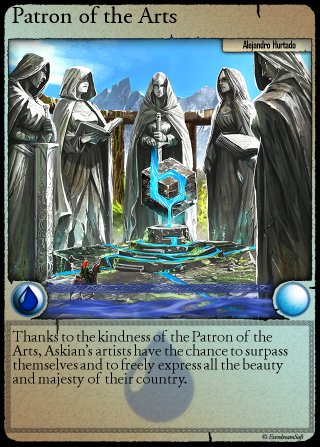 Patron of the Arts
Alejandro Hurtado
Thanks to the kindness of the Patron of the
Arts, Askian's artists have the chance to surpass
themselves and to freely express all the beauty
and majesty of their country.
© EverdreamSoft